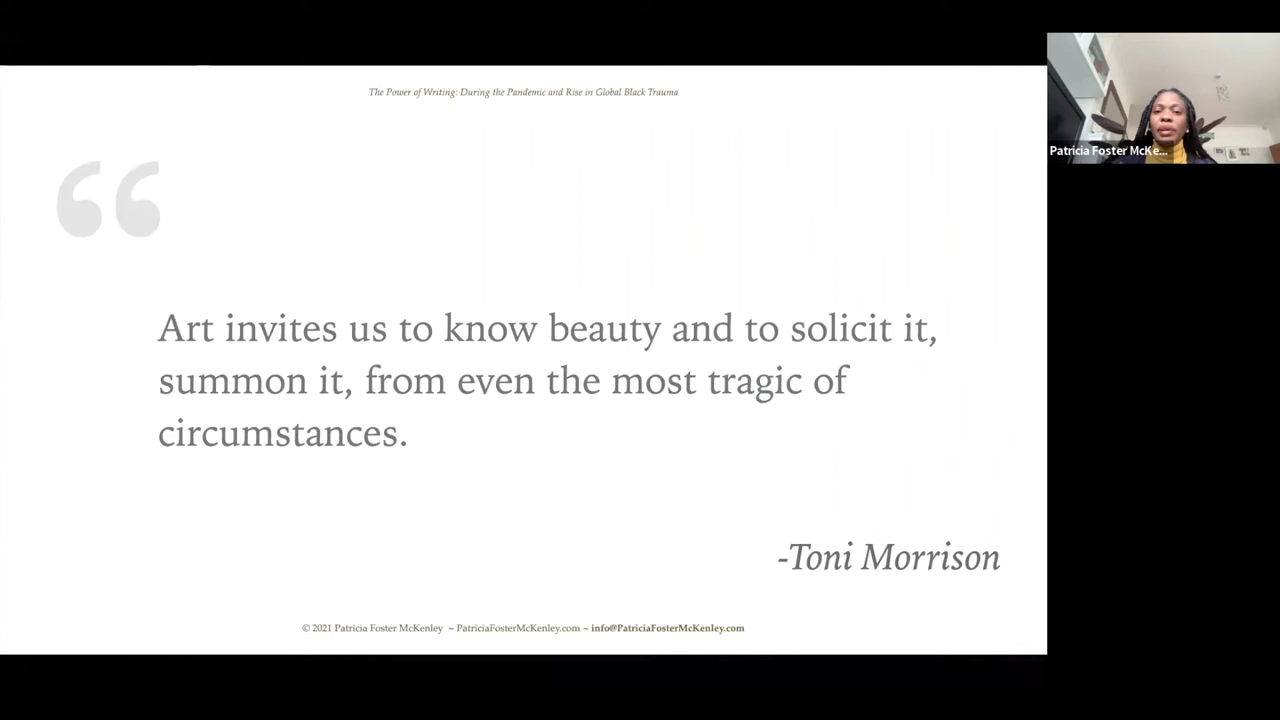 The Power of Writing: During the Pandemic and Rise in Global Black Trauma
“
Art invites us to know beauty and to solicit it,
summon it, from even the most tragic of
circumstances.
-Toni Morrison
© 2021 Patricia Foster McKenley ~ PatriciaFosterMcKenley.com ~ info@PatriciaFosterMcKenley.com
Patricia Foster McKe...